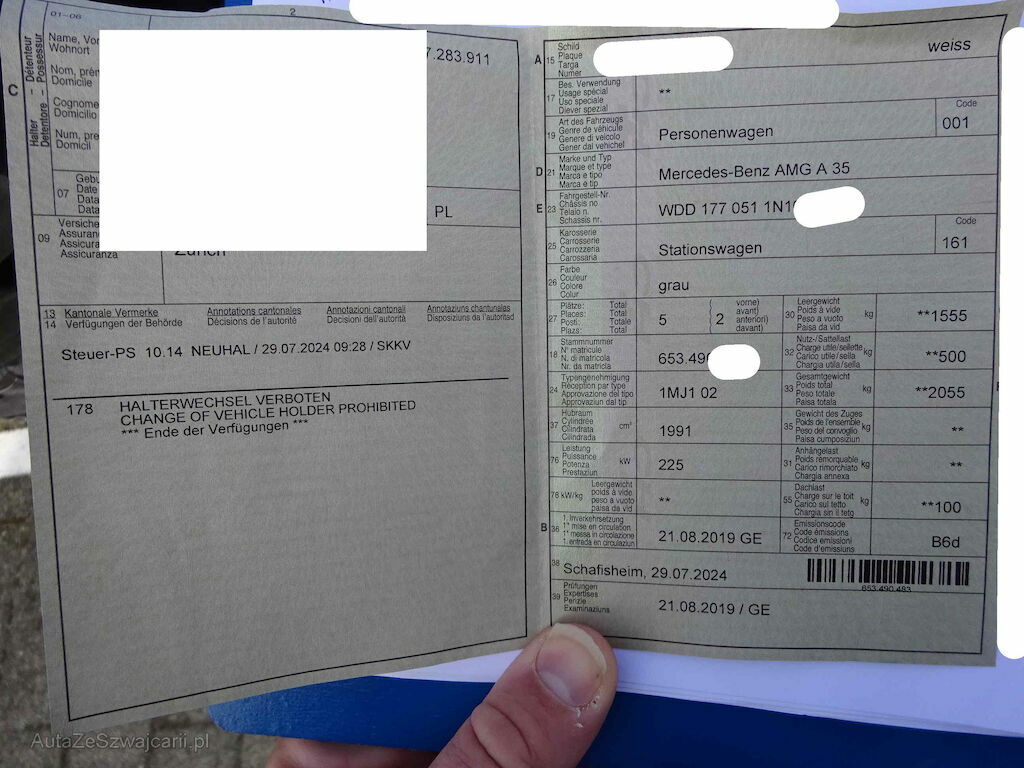 01-06
2
C
Halter - Détenteur
Detentore - Possessur
Name, Vor
Wohnort
Nom, prén
Domicile
Cognome
Domicilio
Num, pre
Domicil
7.283.911
07
Gebu
Date
Data
Data
PL
09
Versiche
Assuran
Assicura
Assicuranza
Zürich
13 Kantonale Vermerke
14 Verfügungen der Behörde
Annotations cantonales
Décisions de l'autorité
Annotazioni cantonali
Decisioni dell'autorità
Annotaziuns chantunalas
Disposiziuns da l'autoritad
Steuer-PS 10.14 NEUHAL / 29.07.2024 09:28 / SKKV
178 HALTERWECHSEL VERBOTEN
CHANGE OF VEHICLE HOLDER PROHIBITED
*** Ende der Verfügungen ***
A 15
Schild
Plaque
Targa
Numer
weiss
17
Bes. Verwendung
Usage spécial
Uso speciale
Diever spezial
**
19
Art des Fahrzeugs
Genre de véhicule
Genere di veicolo
Gener dal vehichel
Personenwagen
Code
001
D 21
Marke und Typ
Marque et type
Marca e tipo
Marca e tip
Mercedes-Benz AMG A 35
E 23
Fahrgestell-Nr.
Châssis no
Telaio n.
Schassis nr.
WDD 177 051 1N1
25
Karosserie
Carrosserie
Carrozzeria
Carossaria
Stationswagen
Code
161
26
Farbe
Couleur
Colore
Colur
grau
27
Plätze: Total
Places: Total
Posti: Totale
Plazs: Total
5
( vorne)
avant)
anteriori)
davant)
2
30
Leergewicht
Poids à vide
Peso a vuoto
Paisa da vid
kg
**1555
18
Stammnummer
N° matricule
N. di matricola
Nr. da matricla
653.49
32
Nutz-/Sattellast
Charge utile/sellette
Carico utile/sella
Chargia utila/sella
kg
**500
24
Typengenehmigung
Réception par type
Approvazione del tipo
Approvaziun dal tip
1MJ1 02
33
Gesamtgewicht
Poids total
Peso totale
Paisa totala
kg
**2055
37
Hubraum
Cylindrée
Cilindrata
Cilindrada
cm³
1991
35
Gewicht des Zuges
Poids de l'ensemble
Peso del convoglio
Paisa cumposiziun
kg
**
76
Leistung
Puissance
Potenza
Prestaziun
kW
225
31
Anhängelast
Poids remorquable
Carico rimorchiato
Chargia annexa
kg
**
78 kW/kg
Leergewicht
poids à vide
peso a vuoto
paisa da vid
**
55
Dachlast
Charge sur le toit
Carico sul tetto
Chargia sin il tetg
kg
**100
B 36
1. Inverkehrsetzung
1re mise en circulation
1a messa in circolazione
1. entrada en circulaziun
21.08.2019 GE
72
Emissionscode
Code émissions
Codice emissioni
Code d'emissiuns
B6d
38
Schafisheim, 29.07.2024
653.490.483
39
Prüfungen
Expertises
Perizie
Examinaziuns
21.08.2019 / GE
AutaZeSzwajcarii.pl